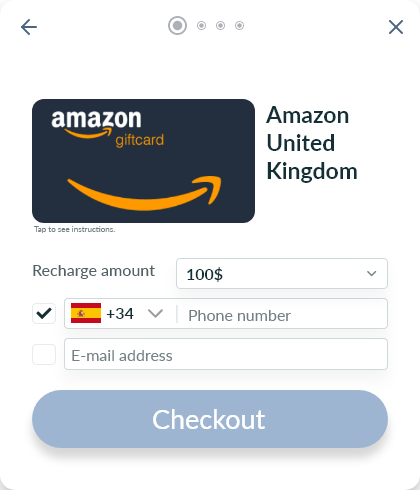 amazon
giftcard
Amazon
United
Kingdom
Tap to see instructions.
Recharge amount
100$
+34
Phone number
E-mail address
Checkout